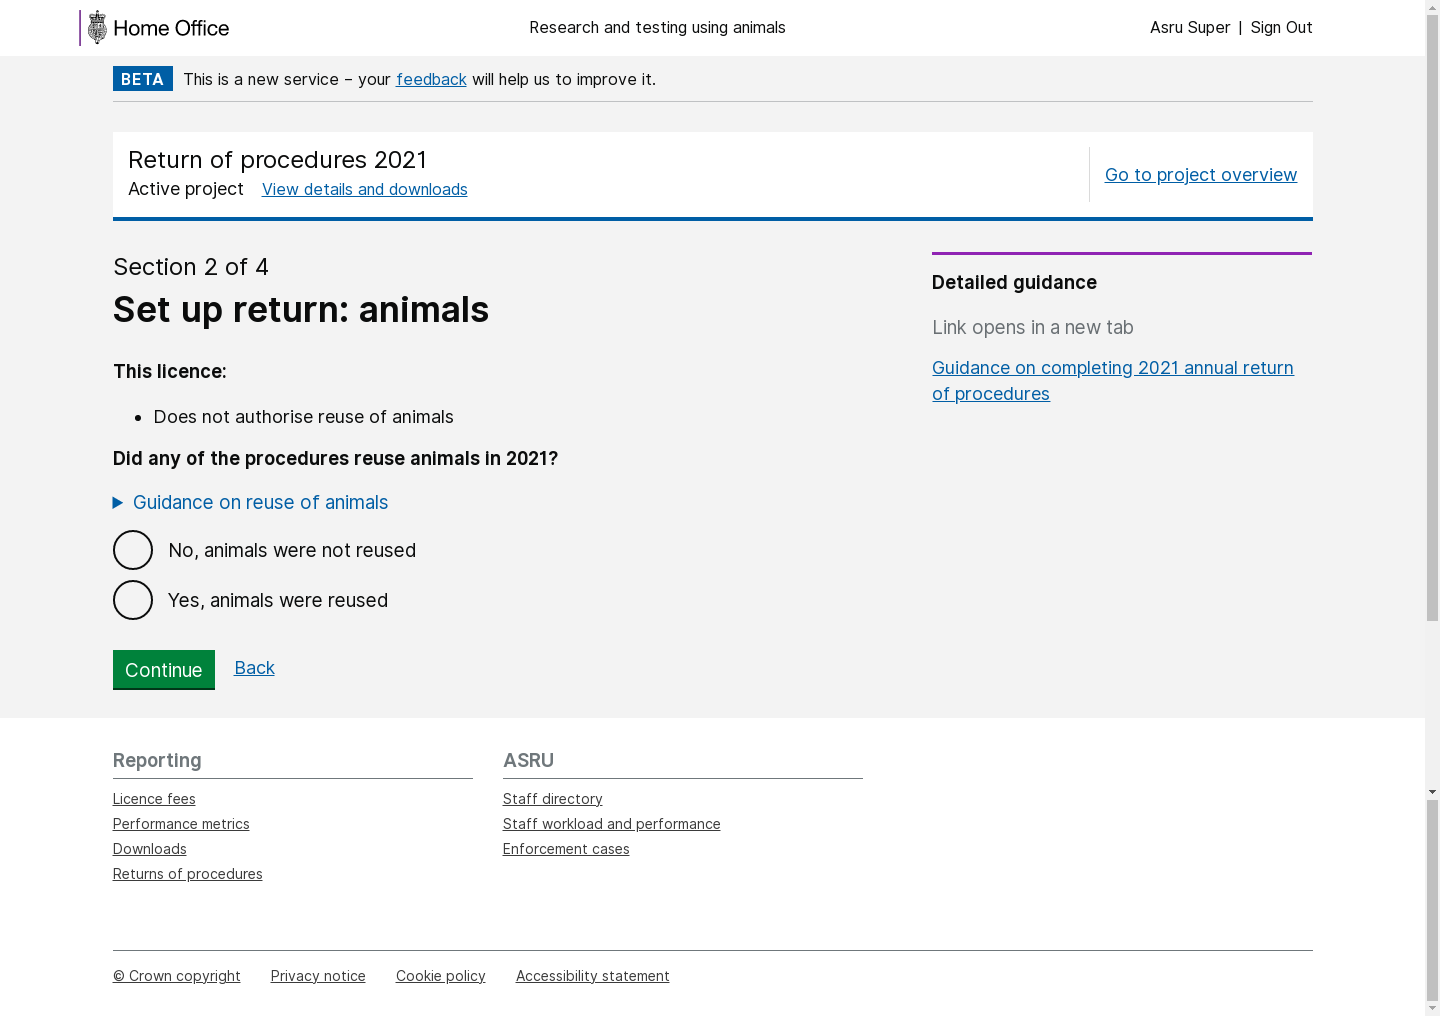 Home Office
Research and testing using animals
Asru Super | Sign Out
BETA This is a new service – your feedback will help us to improve it.
Return of procedures 2021
Active project View details and downloads
Go to project overview
Section 2 of 4
Set up return: animals
This licence:
• Does not authorise reuse of animals
Did any of the procedures reuse animals in 2021?
Guidance on reuse of animals
No, animals were not reused
Yes, animals were reused
Continue Back
Detailed guidance
Link opens in a new tab
Guidance on completing 2021 annual return
of procedures
Reporting
Licence fees
Performance metrics
Downloads
Returns of procedures
ASRU
Staff directory
Staff workload and performance
Enforcement cases
© Crown copyright Privacy notice Cookie policy Accessibility statement